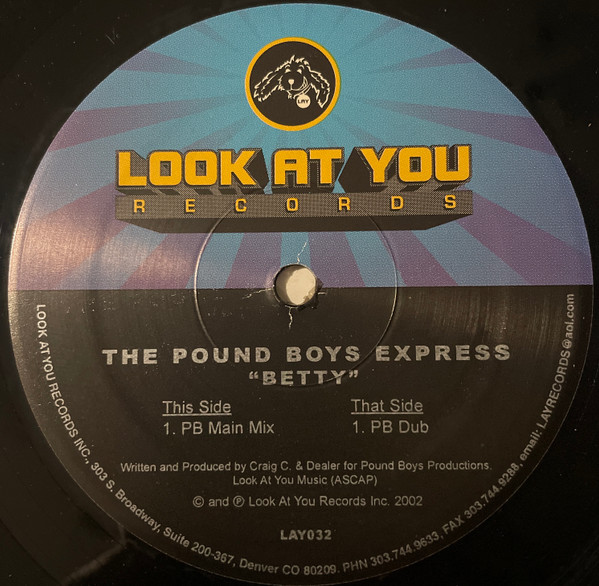 LAY
LOOK AT YOU
RECORDS
THE POUND BOYS EXPRESS
“BETTY”
This Side
1. PB Main Mix
That Side
1. PB Dub
Written and Produced by Craig C. & Dealer for Pound Boys Productions.
Look At You Music (ASCAP)
© and ℗ Look At You Records Inc. 2002
LAY032
LOOK AT YOU RECORDS INC., 303 S. Broadway, Suite 200-367, Denver CO 80209. PHN 303.744.9633, FAX 303.744.9288, email: LAYRECORDS@aol.com